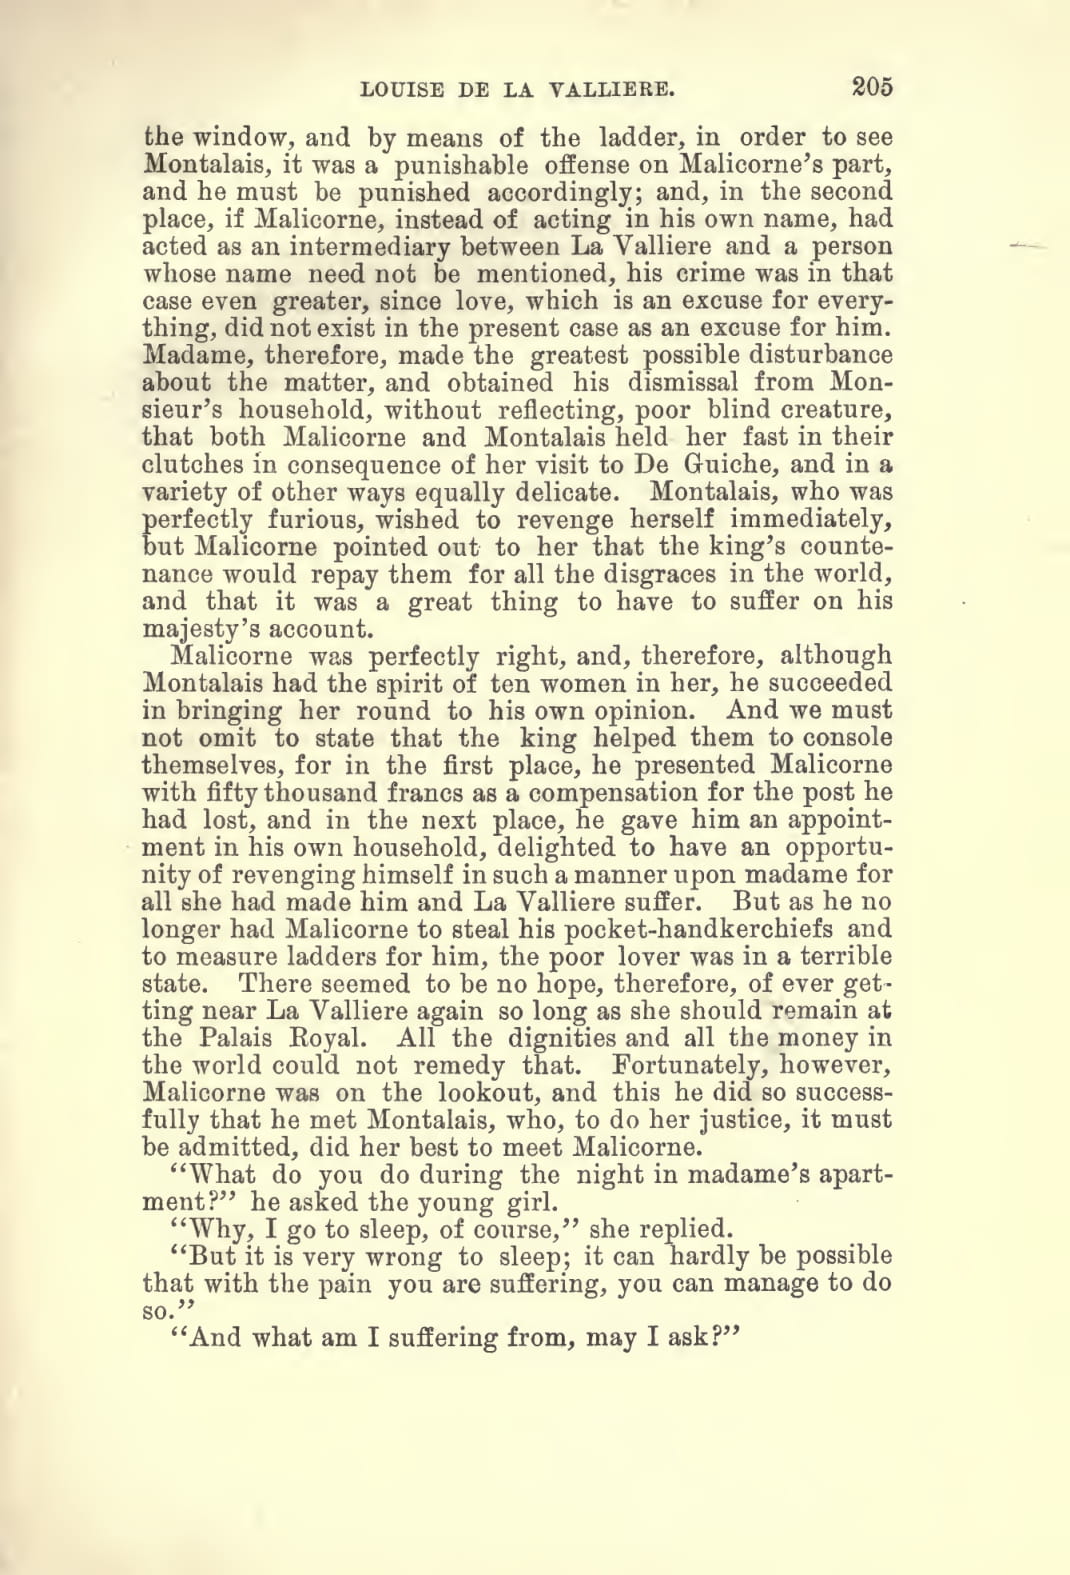 LOUISE DE LA VALLIERE. 205
the window, and by means of the ladder, in order to see
Montalais, it was a punishable offense on Malicorne's part,
and he must be punished accordingly; and, in the second
place, if Malicorne, instead of acting in his own name, had
acted as an intermediary between La Valliere and a person
whose name need not be mentioned, his crime was in that
case even greater, since love, which is an excuse for every-
thing, did not exist in the present case as an excuse for him.
Madame, therefore, made the greatest possible disturbance
about the matter, and obtained his dismissal from Mon-
sieur's household, without reflecting, poor blind creature,
that both Malicorne and Montalais held her fast in their
clutches in consequence of her visit to De Guiche, and in a
variety of other ways equally delicate. Montalais, who was
perfectly furious, wished to revenge herself immediately,
but Malicorne pointed out to her that the king's counte-
nance would repay them for all the disgraces in the world,
and that it was a great thing to have to suffer on his
majesty's account.
Malicorne was perfectly right, and, therefore, although
Montalais had the spirit of ten women in her, he succeeded
in bringing her round to his own opinion. And we must
not omit to state that the king helped them to console
themselves, for in the first place, he presented Malicorne
with fifty thousand francs as a compensation for the post he
had lost, and in the next place, he gave him an appoint-
ment in his own household, delighted to have an opportu-
nity of revenging himself in such a manner upon madame for
all she had made him and La Valliere suffer. But as he no
longer had Malicorne to steal his pocket-handkerchiefs and
to measure ladders for him, the poor lover was in a terrible
state. There seemed to be no hope, therefore, of ever get-
ting near La Valliere again so long as she should remain at
the Palais Royal. All the dignities and all the money in
the world could not remedy that. Fortunately, however,
Malicorne was on the lookout, and this he did so success-
fully that he met Montalais, who, to do her justice, it must
be admitted, did her best to meet Malicorne.
"What do you do during the night in madame's apart-
ment?" he asked the young girl.
"Why, I go to sleep, of course," she replied.
"But it is very wrong to sleep; it can hardly be possible
that with the pain you are suffering, you can manage to do
so."
"And what am I suffering from, may I ask?"